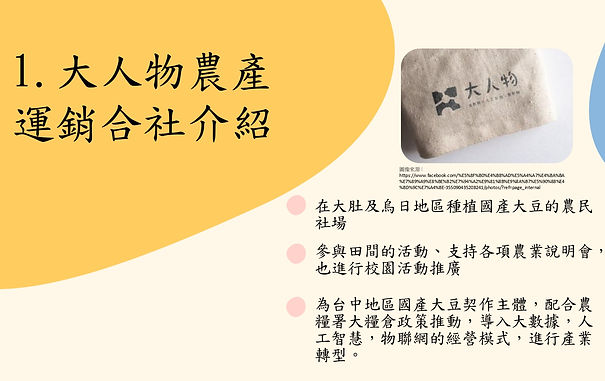 1. 大人物農產
運銷合社介紹
大人物
圖像來源：
在大肚及烏日地區種植國產大豆的農民
社場
參與田間的活動、支持各項農業說明會，
也進行校園活動推廣
為台中地區國產大豆契作主體，配合農
糧署大糧倉政策推動，導入大數據，人
工智慧，物聯網的經營模式，進行產業
轉型。